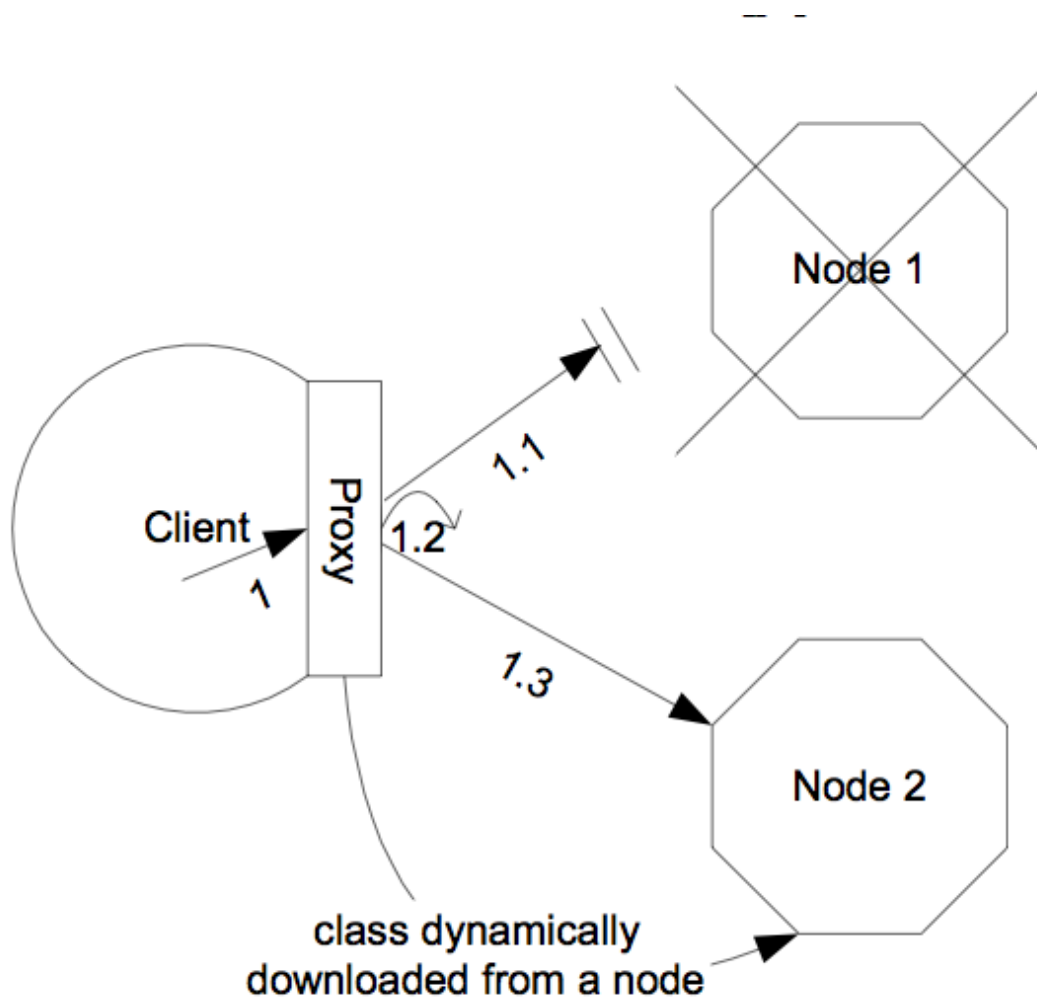 Node 1
1.1
Proxy
Client
1.2
1
1.3
Node 2
class dynamically
downloaded from a node